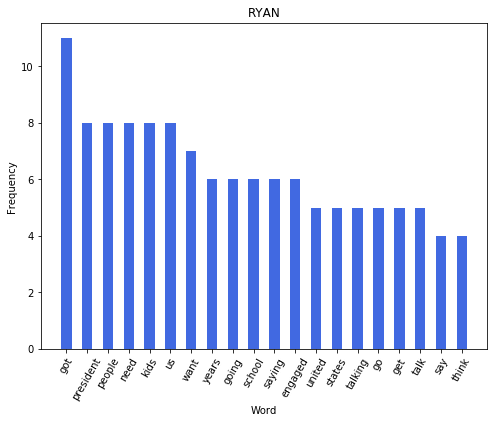 RYAN
Frequency
10
8
6
4
2
0
got president people need kids us want years going school saying engaged united states talking go get talk say think
Word